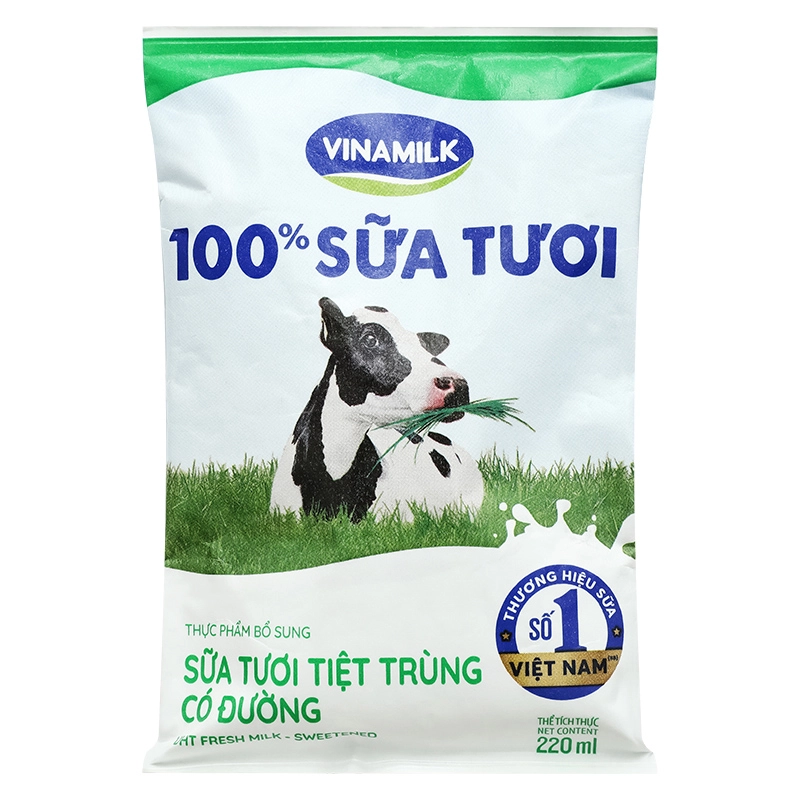 VINAMILK
100% SỮA TƯƠI
THƯƠNG HIỆU SỮA
SỐ 1
VIỆT NAM
THỰC PHẨM BỔ SUNG
SỮA TƯƠI TIỆT TRÙNG
CÓ ĐƯỜNG
UHT FRESH MILK - SWEETENED
THỂ TÍCH THỰC
NET CONTENT
220 ml